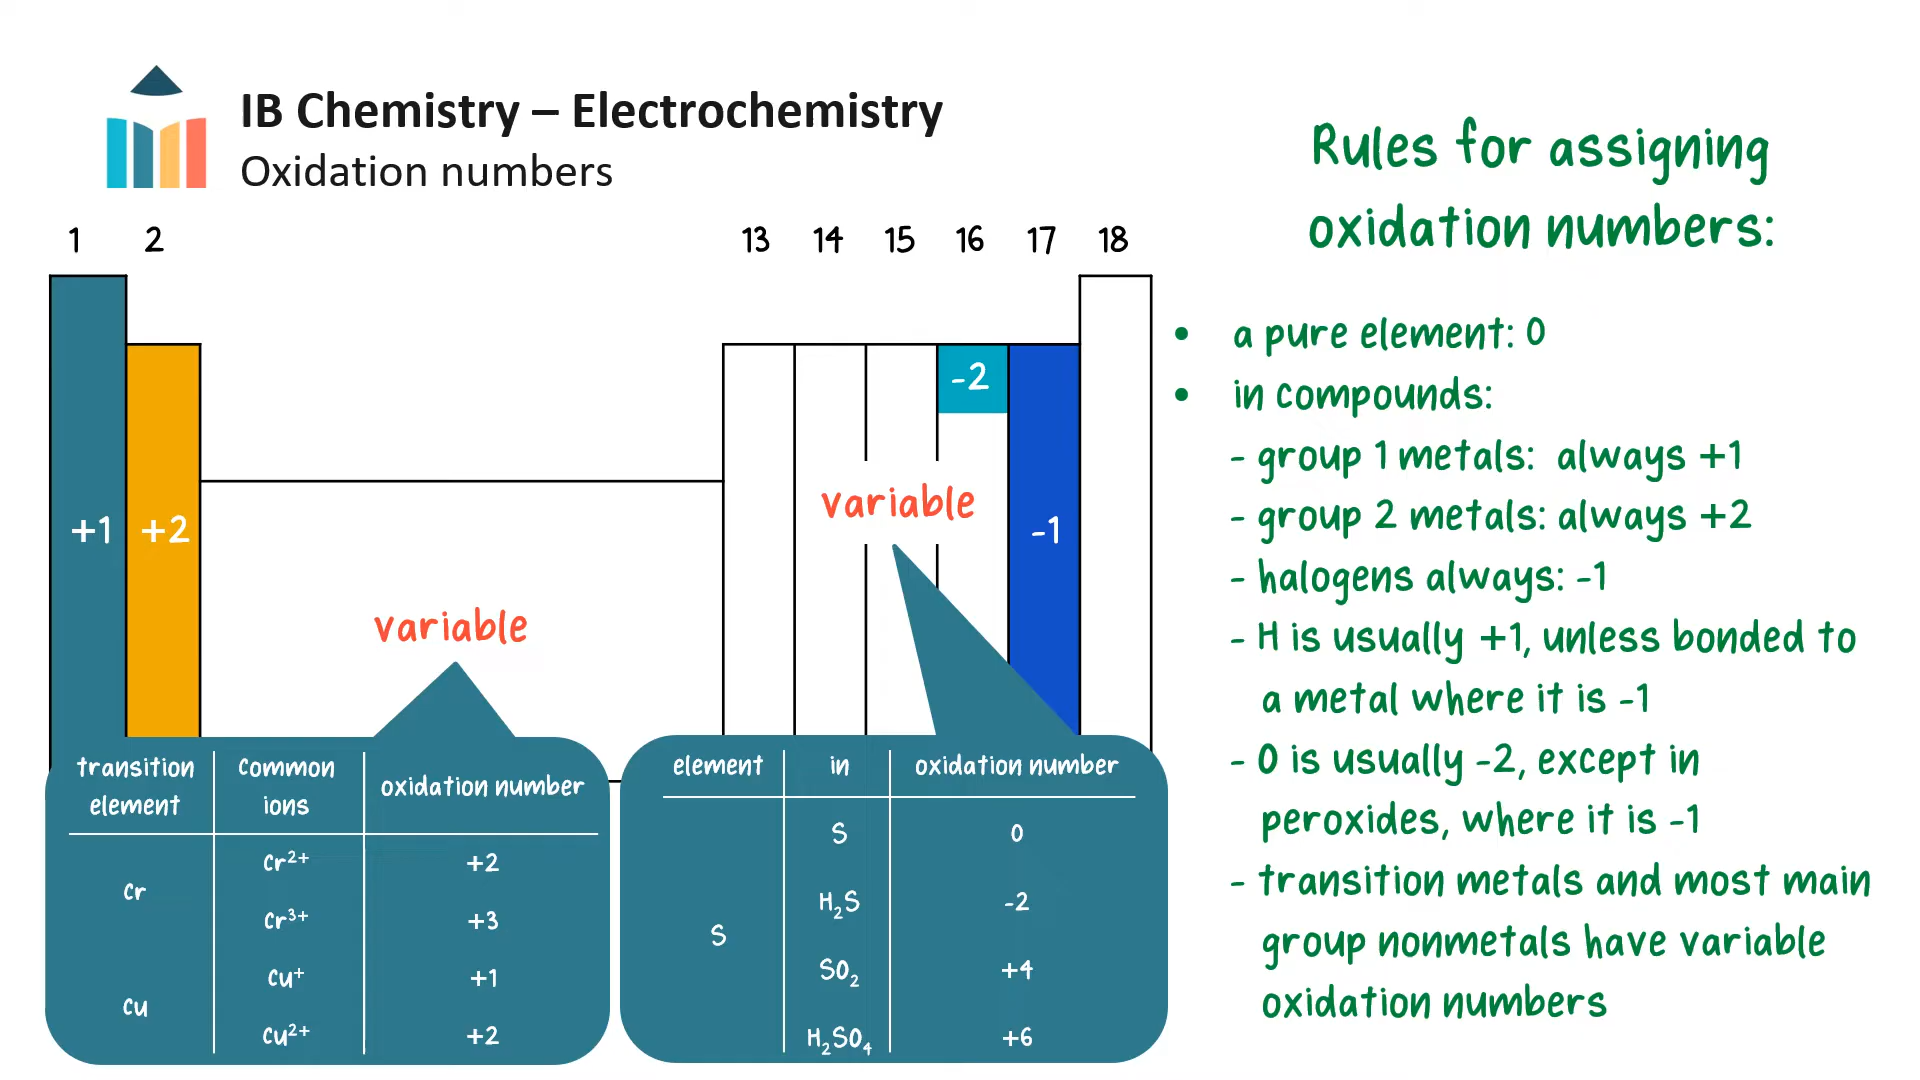 IB Chemistry – Electrochemistry
Oxidation numbers
1 2 13 14 15 16 17 18
-2
+1 +2 variable -1
variable
transition element common ions oxidation number
Cr Cr²⁺ +2
Cr³⁺ +3
Cu Cu⁺ +1
Cu²⁺ +2
element in oxidation number
S S 0
H₂S -2
SO₂ +4
H₂SO₄ +6
Rules for assigning
oxidation numbers:
• a pure element: 0
• in compounds:
- group 1 metals: always +1
- group 2 metals: always +2
- halogens always: -1
- H is usually +1, unless bonded to
a metal where it is -1
- O is usually -2, except in
peroxides, where it is -1
- transition metals and most main
group nonmetals have variable
oxidation numbers